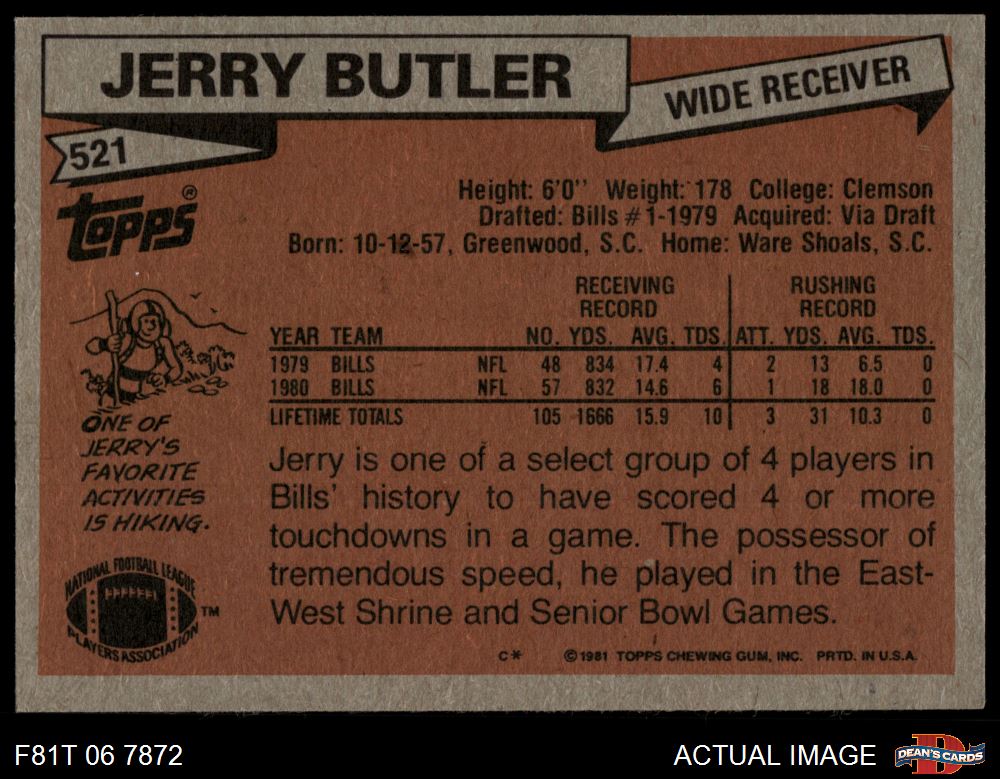 JERRY BUTLER
WIDE RECEIVER
521
TOPPS®
Height: 6'0'' Weight: 178 College: Clemson
Drafted: Bills #1-1979 Acquired: Via Draft
Born: 10-12-57, Greenwood, S.C. Home: Ware Shoals, S.C.
RECEIVING RECORD RUSHING RECORD
YEAR TEAM NO. YDS. AVG. TDS. ATT. YDS. AVG. TDS.
1979 BILLS NFL 48 834 17.4 4 2 13 6.5 0
1980 BILLS NFL 57 832 14.6 6 1 18 18.0 0
LIFETIME TOTALS 105 1666 15.9 10 3 31 10.3 0
ONE OF
JERRY'S
FAVORITE
ACTIVITIES
IS HIKING.
Jerry is one of a select group of 4 players in
Bills' history to have scored 4 or more
touchdowns in a game. The possessor of
tremendous speed, he played in the East-
West Shrine and Senior Bowl Games.
NATIONAL FOOTBALL LEAGUE
PLAYERS ASSOCIATION
TM
C* ©1981 TOPPS CHEWING GUM, INC. PRTD. IN U.S.A.
F81T 06 7872
ACTUAL IMAGE
D
DEAN'S CARDS